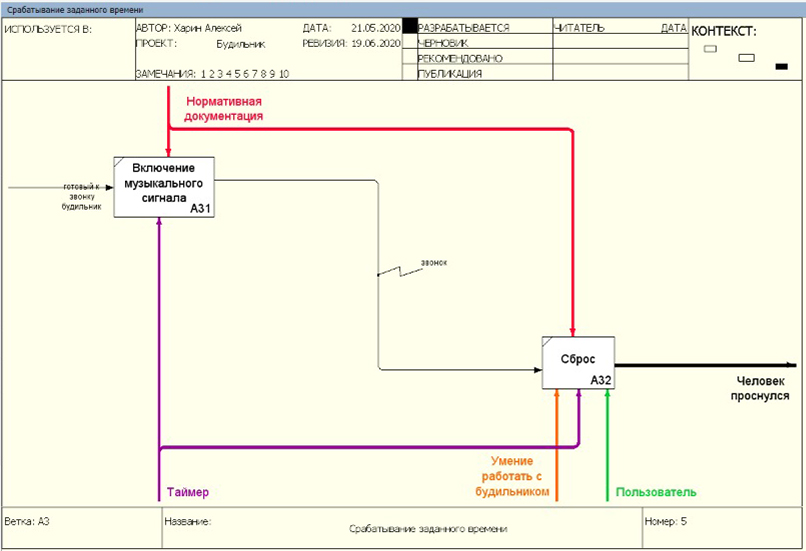 Срабатывание заданного времени
ИСПОЛЬЗУЕТСЯ В:
АВТОР: Харин Алексей
ДАТА: 21.05.2020
РАЗРАБАТЫВАЕТСЯ
ЧИТАТЕЛЬ
ДАТА
КОНТЕКСТ:
ПРОЕКТ: Будильник
РЕВИЗИЯ: 19.06.2020
ЧЕРНОВИК
РЕКОМЕНДОВАНО
ЗАМЕЧАНИЯ: 1 2 3 4 5 6 7 8 9 10
ПУБЛИКАЦИЯ
Нормативная
документация
Включение
музыкального
сигнала
A31
готовый к
звонку
будильник
звонок
Сброс
A32
Человек
проснулся
Умение
работать с
будильником
Таймер
Пользователь
Ветка: A3
Название:
Срабатывание заданного времени
Номер: 5